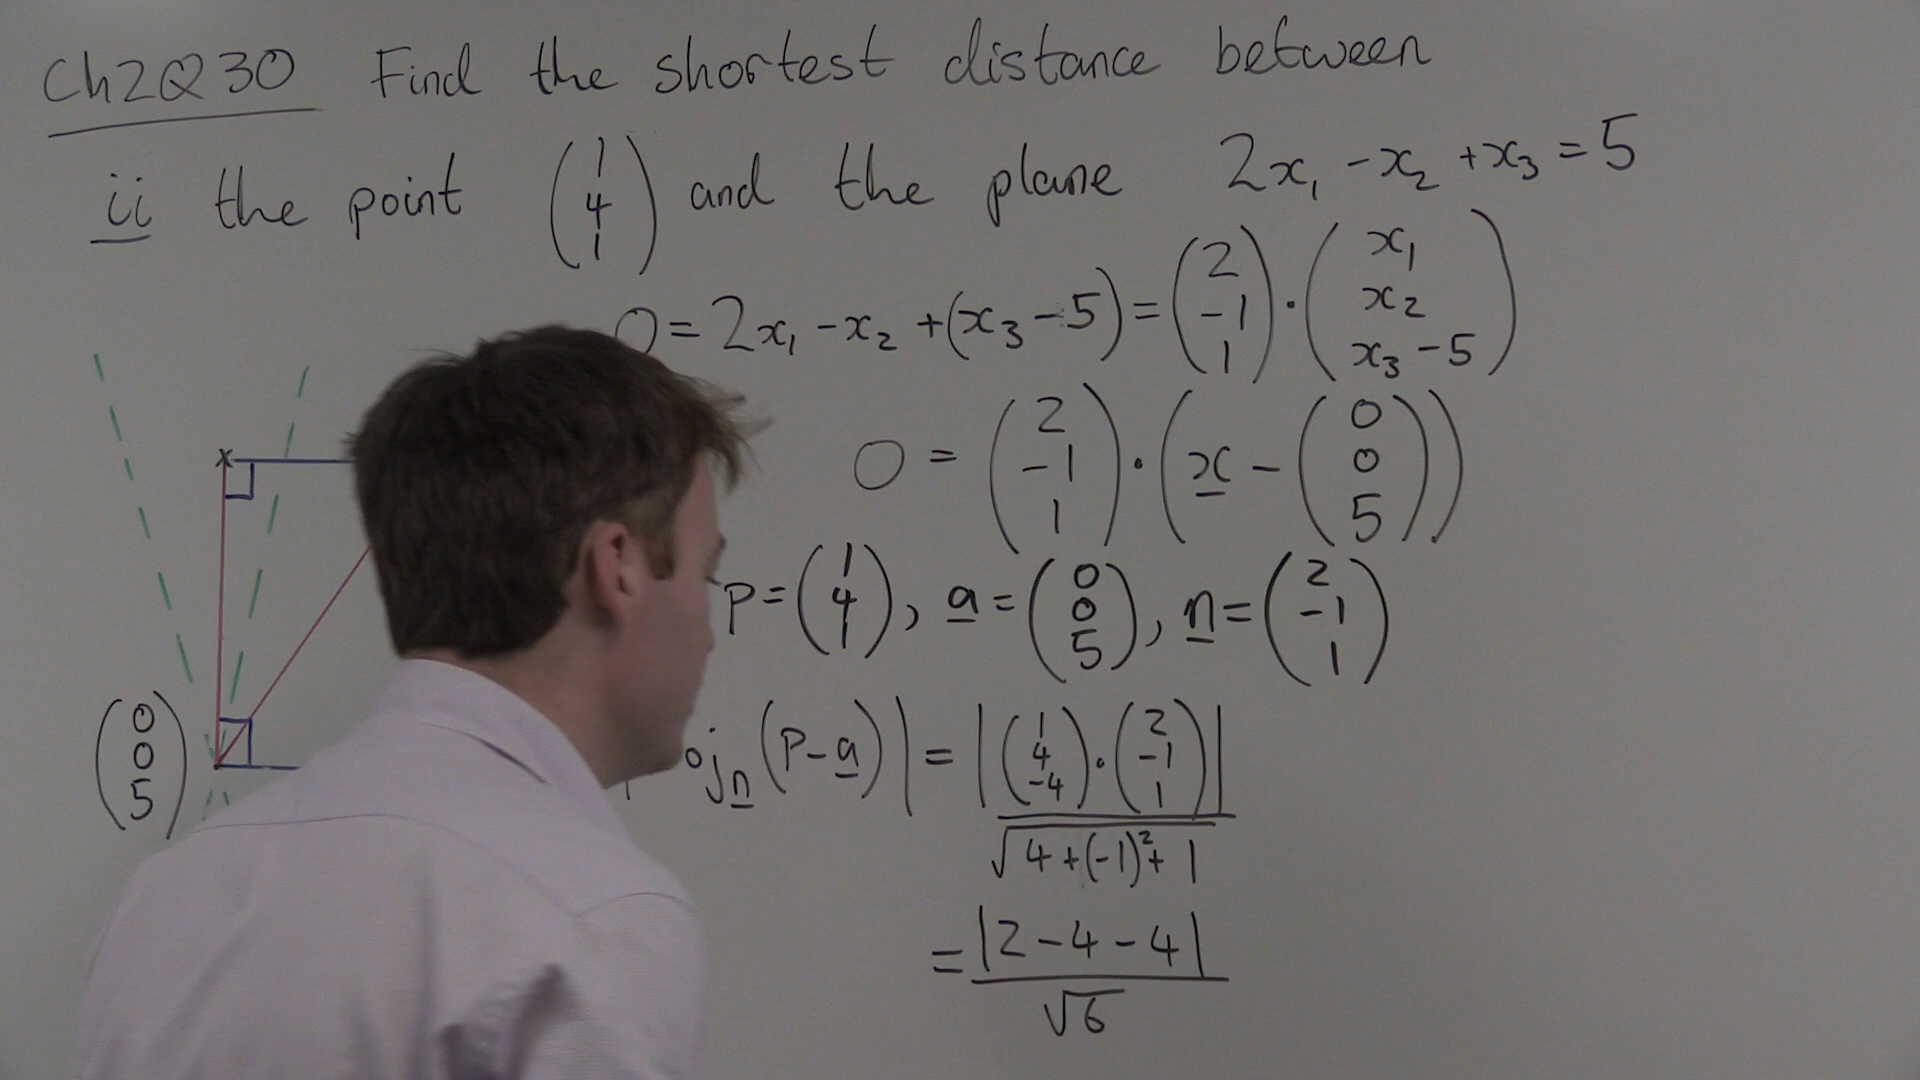 Ch2Q30 Find the shortest distance between
ii the point (1 4 1) and the plane 2x₁ - x₂ + x₃ = 5
0 = 2x₁ - x₂ + (x₃ - 5) = (2 -1 1) · (x₁ x₂ x₃ - 5)
0 = (2 -1 1) · (x - (0 0 5))
p = (1 4 1), a = (0 0 5), n = (2 -1 1)
(0 0 5)
oj n (p - a)| = |(1 4 -4) · (2 -1 1)|
√4 + (-1)² + 1
= |2 - 4 - 4|
√6